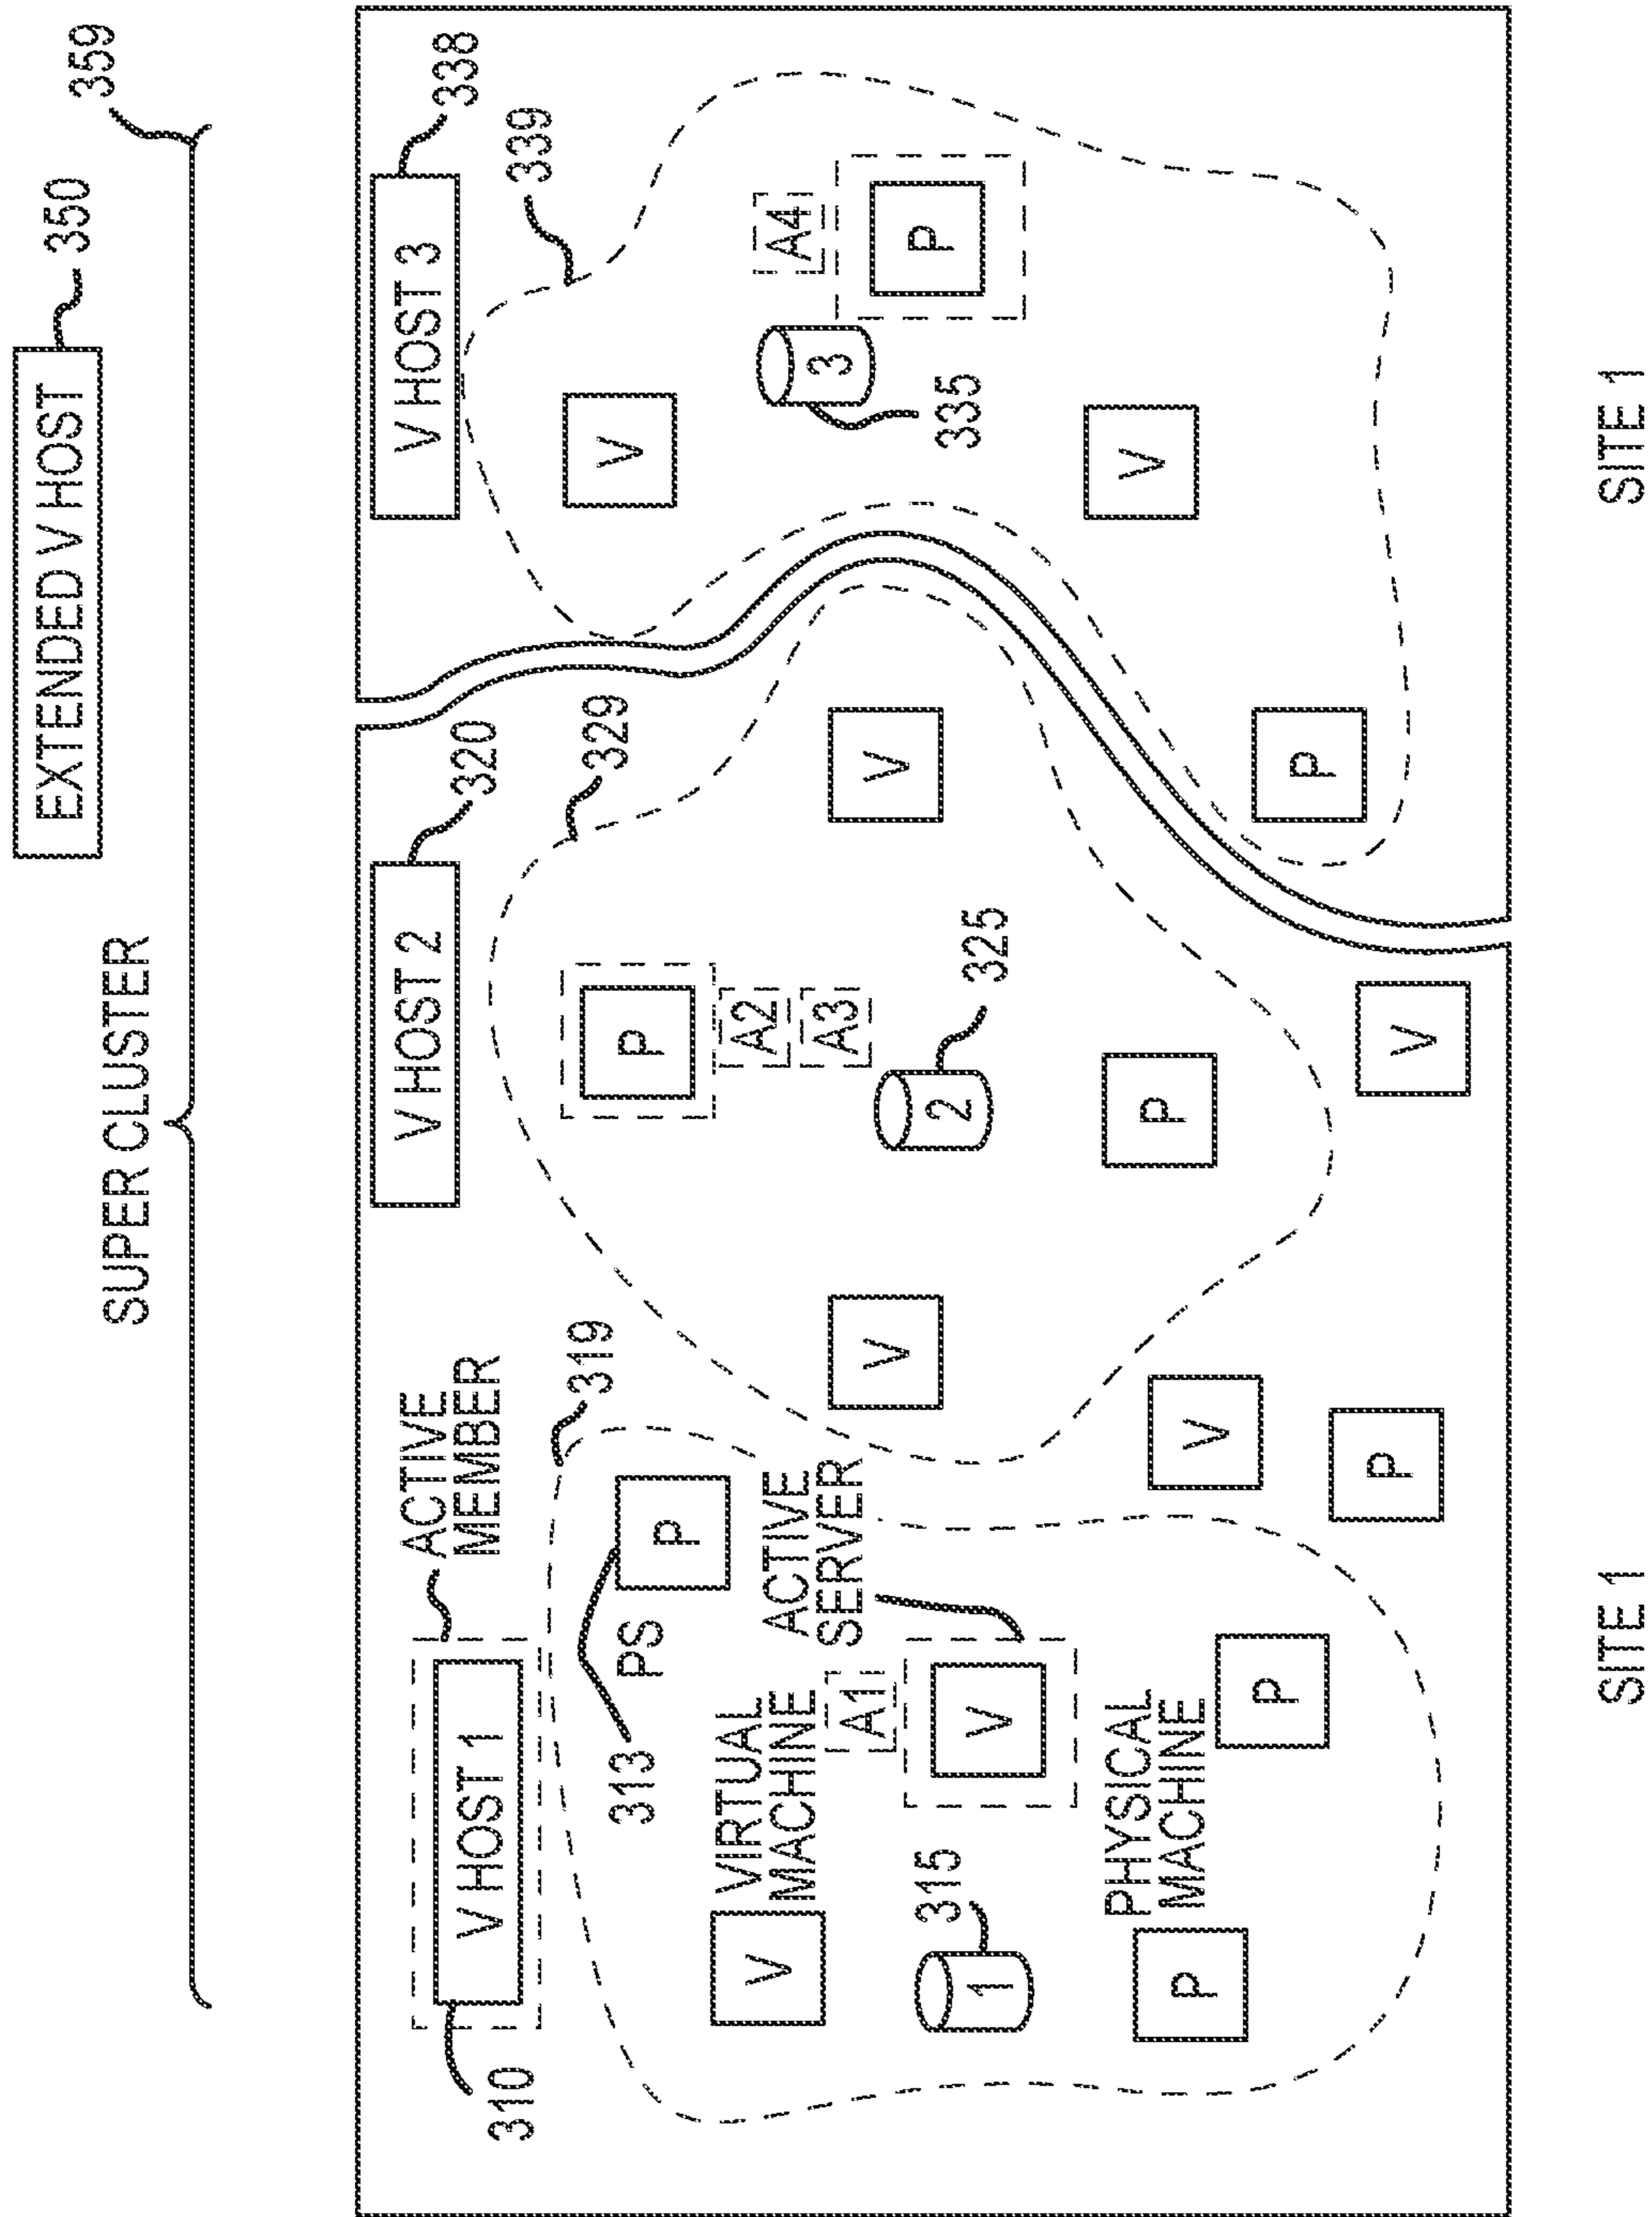 EXTENDED V HOST
350
359
SUPER CLUSTER
V HOST 1
310
ACTIVE
MEMBER
V HOST 2
320
V HOST 3
338
319
329
339
313
PS
P
VIRTUAL
MACHINE
V
A1
ACTIVE
SERVER
V
1
315
PHYSICAL
MACHINE
P
P
P
A2
A3
2
325
V
V
P
V
P
V
V
A4
P
3
335
V
P
SITE 1
SITE 1